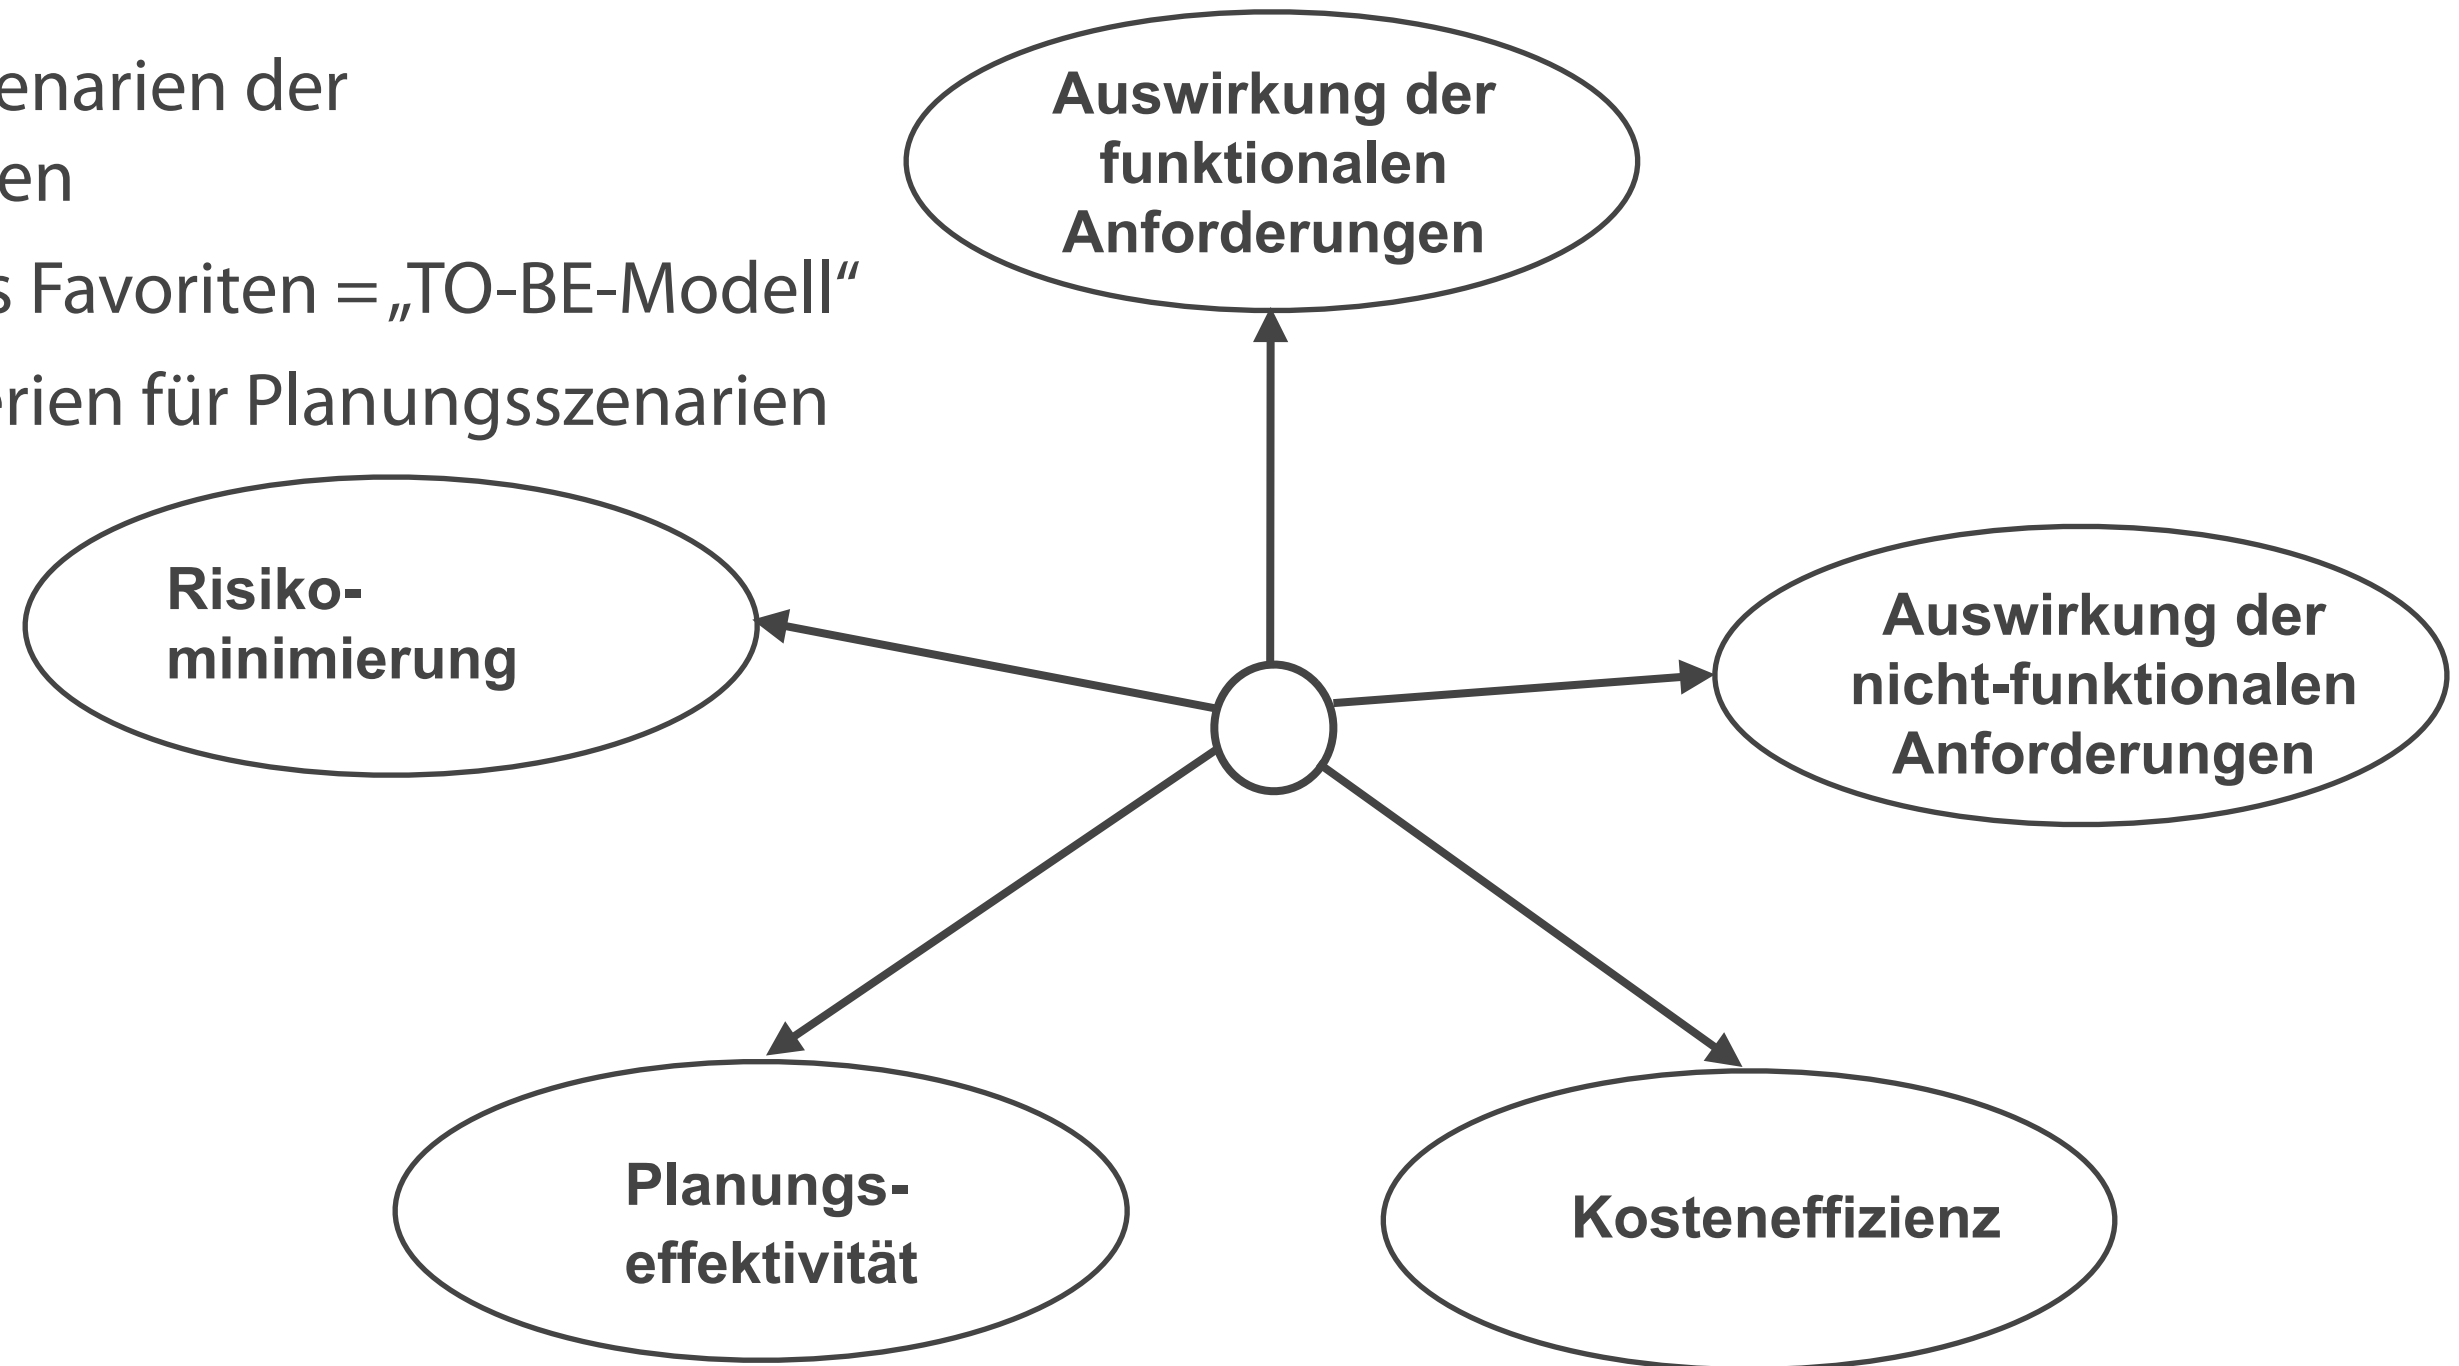 enarien der
en
s Favoriten = „TO-BE-Modell“
erien für Planungsszenarien
Auswirkung der
funktionalen
Anforderungen
Risiko-
minimierung
Auswirkung der
nicht-funktionalen
Anforderungen
Planungs-
effektivität
Kosteneffizienz